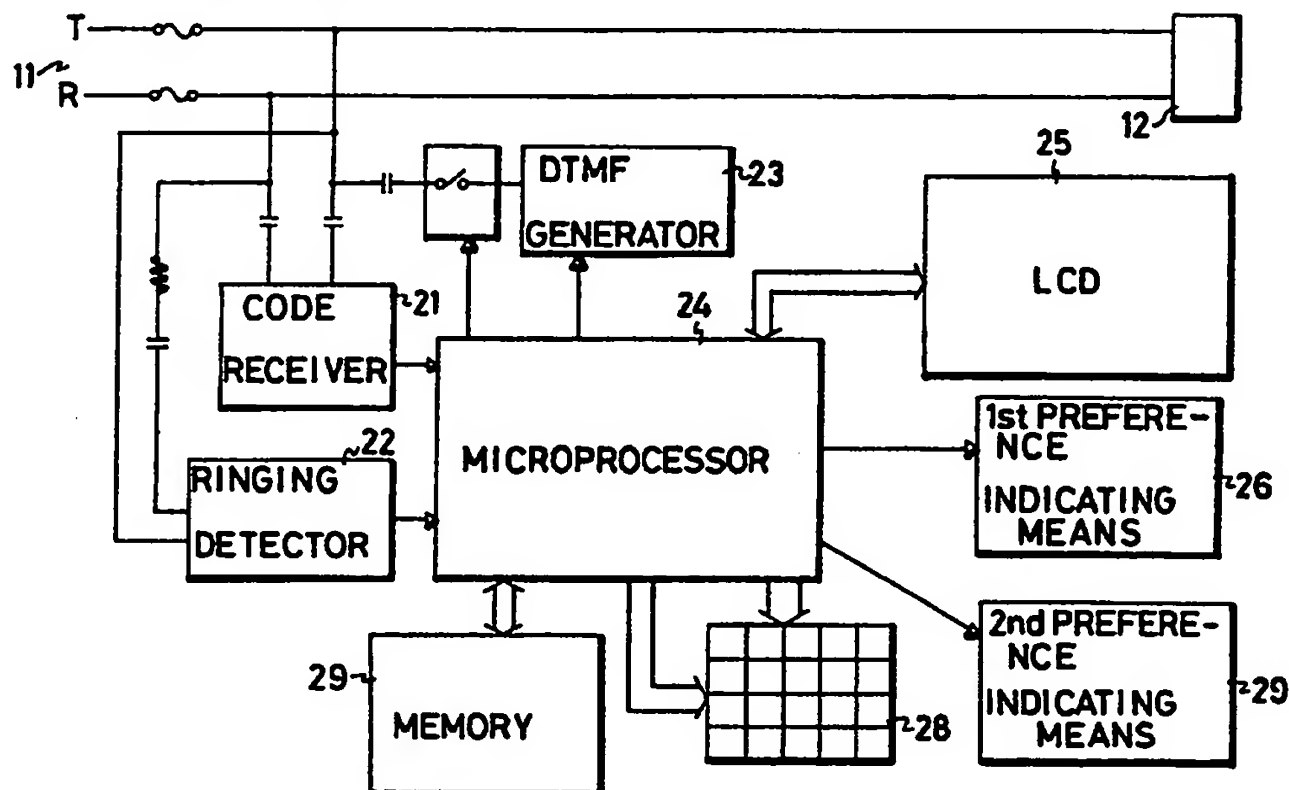 T
11
R
12
DTMF
GENERATOR
23
25
LCD
CODE
RECEIVER
21
24
MICROPROCESSOR
RINGING
DETECTOR
22
1st PREFERE-
NCE
INDICATING
MEANS
26
2nd PREFERE-
NCE
INDICATING
MEANS
29
29
MEMORY
28